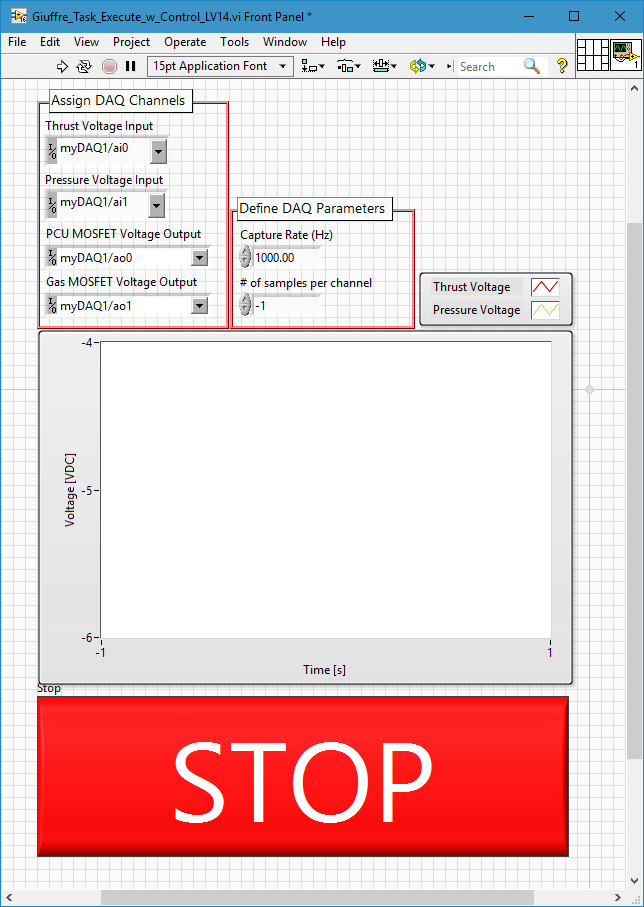 Giuffre_Task_Execute_w_Control_LV14.vi Front Panel *
File Edit View Project Operate Tools Window Help
15pt Application Font
Search
?
1
Assign DAQ Channels
Thrust Voltage Input
I/O myDAQ1/ai0
Pressure Voltage Input
I/O myDAQ1/ai1
PCU MOSFET Voltage Output
I/O myDAQ1/ao0
Gas MOSFET Voltage Output
I/O myDAQ1/ao1
Define DAQ Parameters
Capture Rate (Hz)
1000.00
# of samples per channel
-1
Thrust Voltage
Pressure Voltage
-4
-5
-6
Voltage [VDC]
-1 1
Time [s]
Stop
STOP